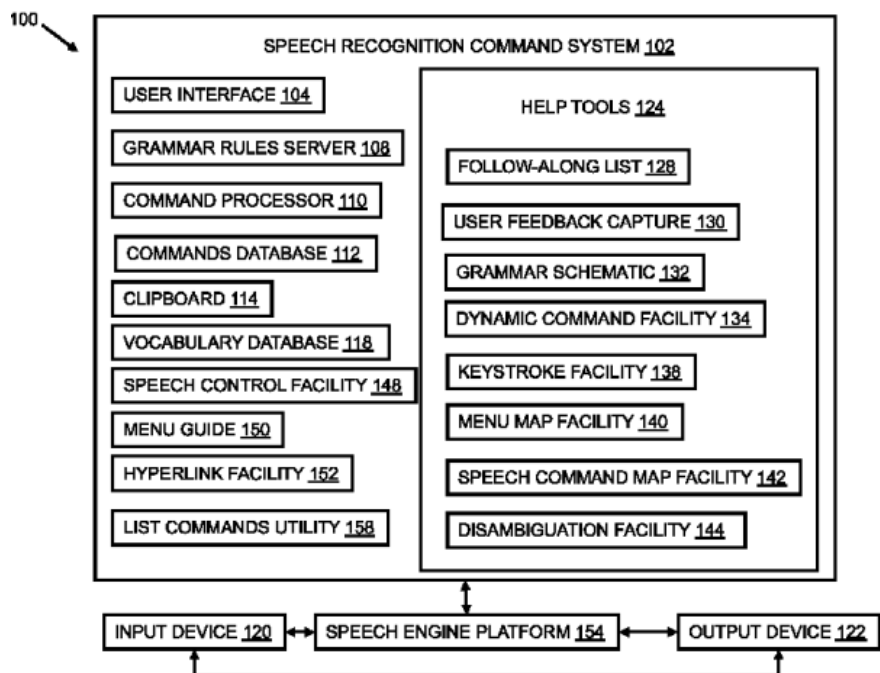 100
SPEECH RECOGNITION COMMAND SYSTEM 102
USER INTERFACE 104
GRAMMAR RULES SERVER 108
COMMAND PROCESSOR 110
COMMANDS DATABASE 112
CLIPBOARD 114
VOCABULARY DATABASE 118
SPEECH CONTROL FACILITY 148
MENU GUIDE 150
HYPERLINK FACILITY 152
LIST COMMANDS UTILITY 158
HELP TOOLS 124
FOLLOW-ALONG LIST 128
USER FEEDBACK CAPTURE 130
GRAMMAR SCHEMATIC 132
DYNAMIC COMMAND FACILITY 134
KEYSTROKE FACILITY 138
MENU MAP FACILITY 140
SPEECH COMMAND MAP FACILITY 142
DISAMBIGUATION FACILITY 144
INPUT DEVICE 120
SPEECH ENGINE PLATFORM 154
OUTPUT DEVICE 122